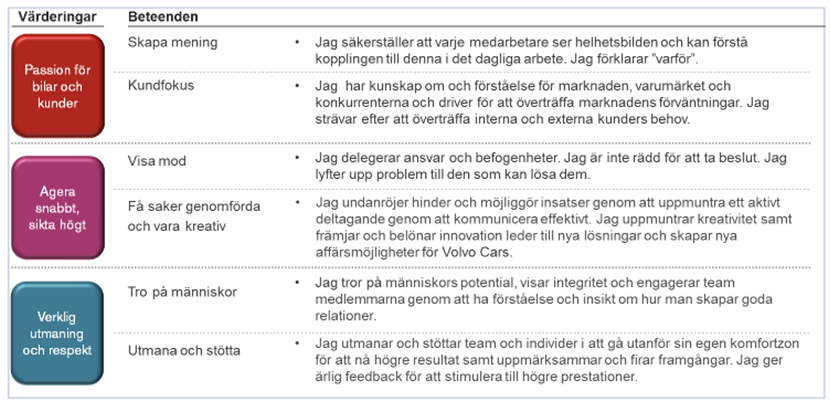 Värderingar Beteenden
Passion för
bilar och
kunder
Skapa mening
• Jag säkerställer att varje medarbetare ser helhetsbilden och kan förstå
kopplingen till denna i det dagliga arbete. Jag förklarar ”varför”.
Kundfokus
• Jag har kunskap om och förståelse för marknaden, varumärket och
konkurrenterna och driver för att överträffa marknadens förväntningar. Jag
strävar efter att överträffa interna och externa kunders behov.
Agera
snabbt,
sikta högt
Visa mod
• Jag delegerar ansvar och befogenheter. Jag är inte rädd för att ta beslut. Jag
lyfter upp problem till den som kan lösa dem.
Få saker genomförda
och vara kreativ
• Jag undanröjer hinder och möjliggör insatser genom att uppmuntra ett aktivt
deltagande genom att kommunicera effektivt. Jag uppmuntrar kreativitet samt
främjar och belönar innovation leder till nya lösningar och skapar nya
affärsmöjligheter för Volvo Cars.
Verklig
utmaning
och respekt
Tro på människor
• Jag tror på människors potential, visar integritet och engagerar team
medlemmarna genom att ha förståelse och insikt om hur man skapar goda
relationer.
Utmana och stötta
• Jag utmanar och stöttar team och individer i att gå utanför sin egen komfortzon
för att nå högre resultat samt uppmärksammar och firar framgångar. Jag ger
ärlig feedback för att stimulera till högre prestationer.